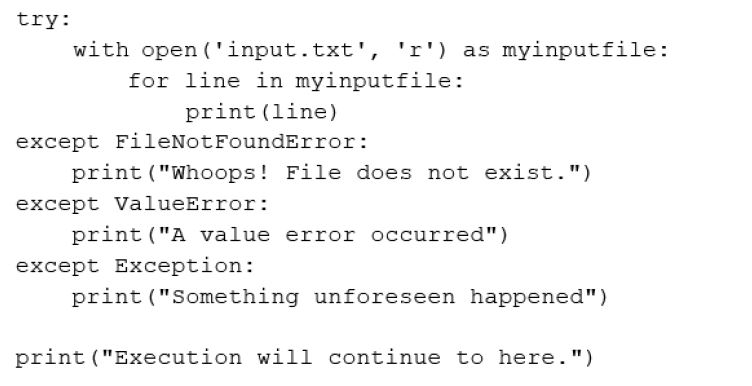 try:
    with open('input.txt', 'r') as myinputfile:
        for line in myinputfile:
            print(line)
except FileNotFoundError:
    print("Whoops! File does not exist.")
except ValueError:
    print("A value error occurred")
except Exception:
    print("Something unforeseen happened")

print("Execution will continue to here.")